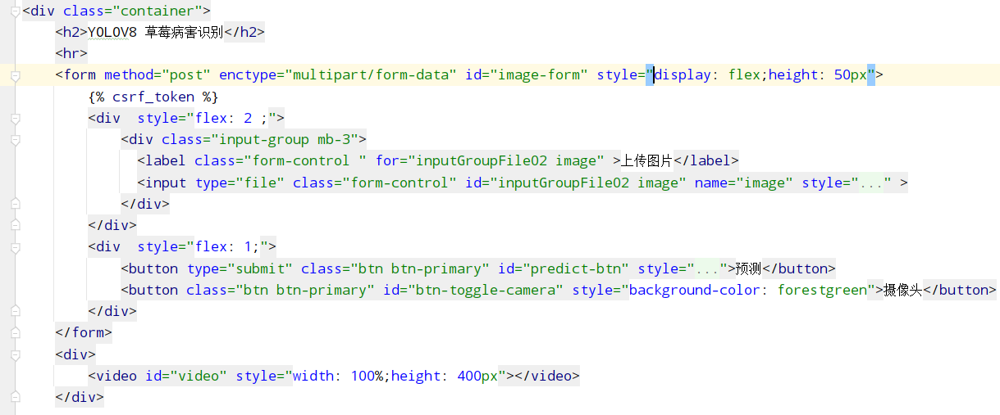 <div class="container">
<h2>YOLOV8 草莓病害识别</h2>
<hr>
<form method="post" enctype="multipart/form-data" id="image-form" style="display: flex;height: 50px">
{% csrf_token %}
<div  style="flex: 2 ;">
<div class="input-group mb-3">
<label class="form-control " for="inputGroupFile02 image" >上传图片</label>
<input type="file" class="form-control" id="inputGroupFile02 image" name="image" style="..." >
</div>
</div>
<div  style="flex: 1;">
<button type="submit" class="btn btn-primary" id="predict-btn" style="...">预测</button>
<button class="btn btn-primary" id="btn-toggle-camera" style="background-color: forestgreen">摄像头</button>
</div>
</form>
<div>
<video id="video" style="width: 100%;height: 400px"></video>
</div>